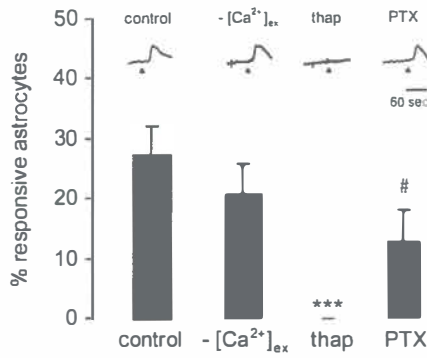 control - [Ca²⁺]ₑₓ thap PTX
50
40
60 sec
30
20
10
0
% responsive astrocytes
#
***
control - [Ca²⁺]ₑₓ thap PTX